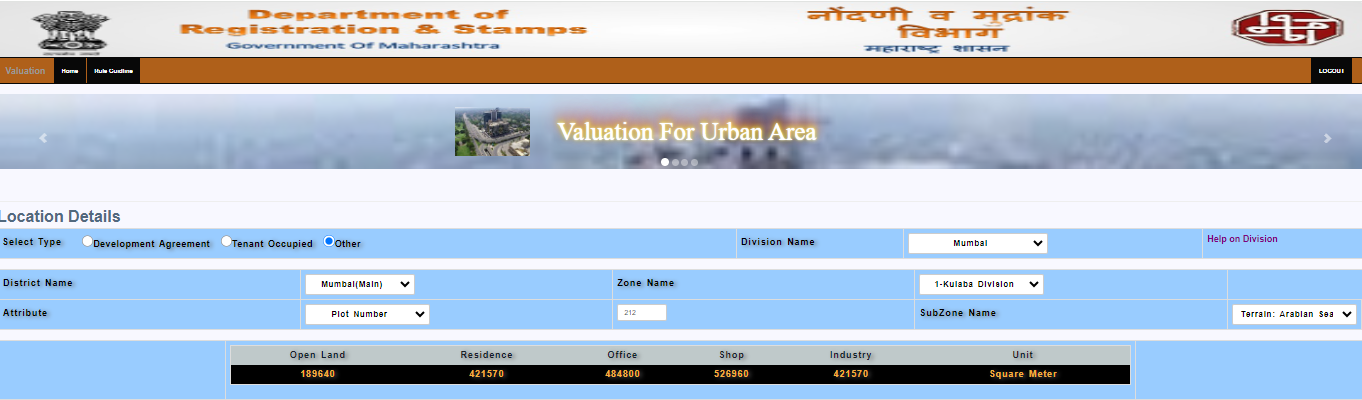 Department of
Registration & Stamps
Government Of Maharashtra
नोंदणी व मुद्रांक
विभाग
महाराष्ट्र शासन
Valuation Home Rule Guidline LOGOUT
Valuation For Urban Area
Location Details
Select Type Development Agreement Tenant Occupied Other Division Name Mumbai Help on Division
District Name Mumbai(Main) Zone Name 1-Kulaba Division
Attribute Plot Number 212 SubZone Name Terrain: Arabian Sea
Open Land Residence Office Shop Industry Unit
189640 421570 484800 526960 421570 Square Meter